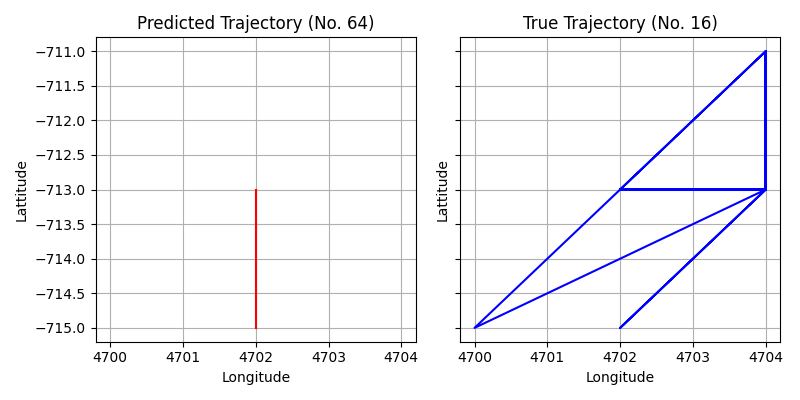 Predicted Trajectory (No. 64)
True Trajectory (No. 16)
−711.0
−711.5
−712.0
−712.5
−713.0
−713.5
−714.0
−714.5
−715.0
Lattitude
Lattitude
4700 4701 4702 4703 4704
4700 4701 4702 4703 4704
Longitude
Longitude